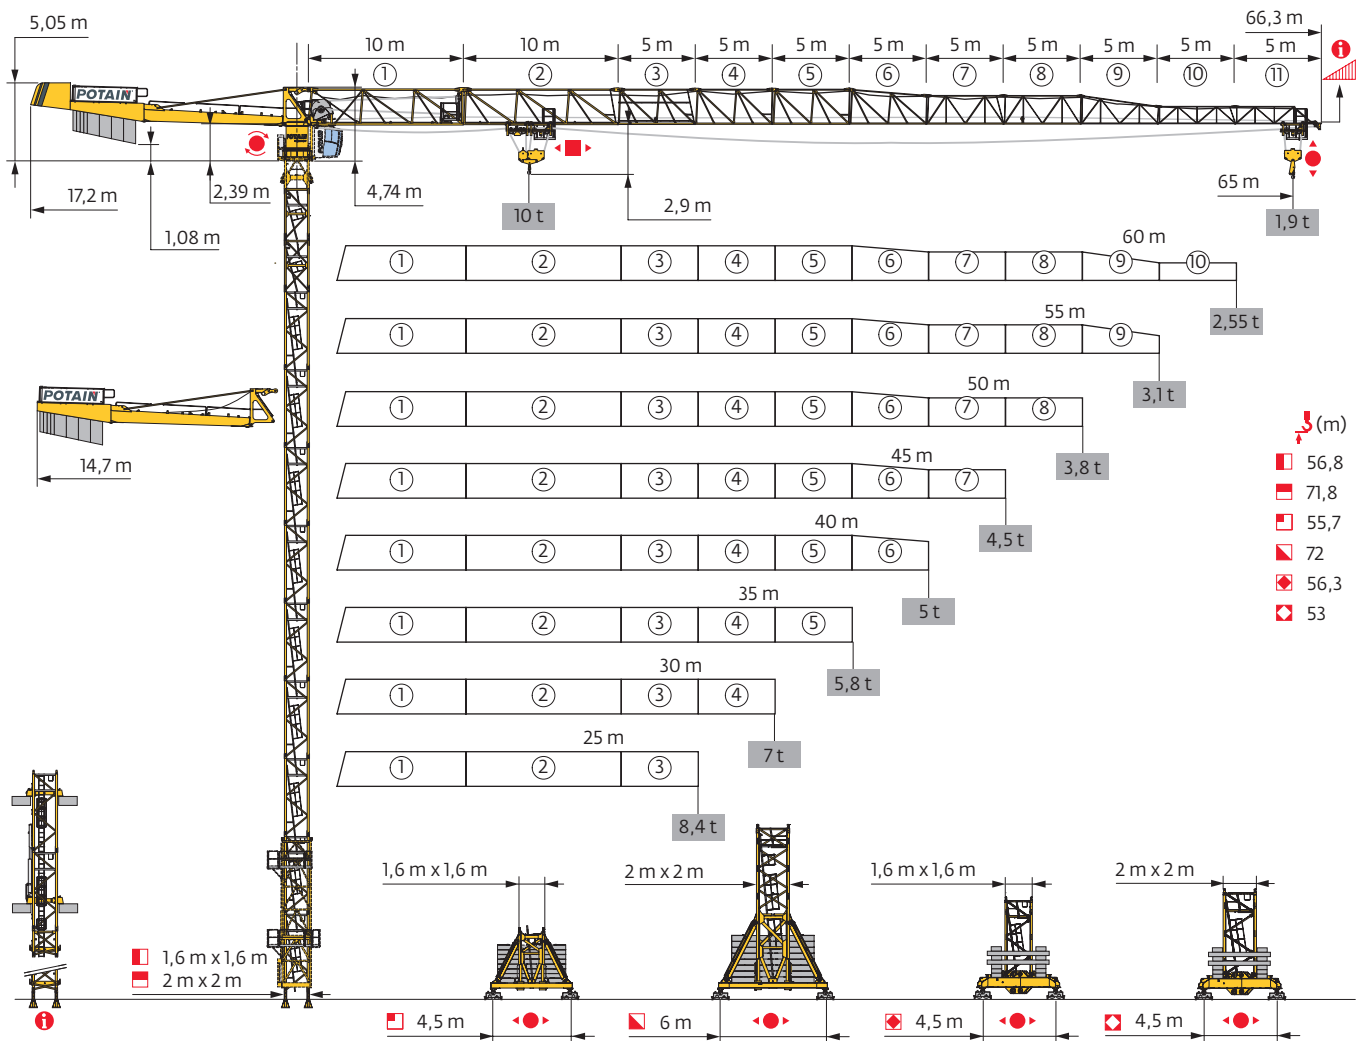 5,05 m
66,3 m
10 m 10 m 5 m 5 m 5 m 5 m 5 m 5 m 5 m 5 m 5 m
i
1 2 3 4 5 6 7 8 9 10 11
POTAIN
POTAIN
17,2 m
2,39 m
4,74 m
2,9 m
65 m
10 t
1,9 t
1,08 m
60 m
1 2 3 4 5 6 7 8 9 10
2,55 t
55 m
1 2 3 4 5 6 7 8 9
3,1 t
POTAIN
50 m
1 2 3 4 5 6 7 8
3,8 t
14,7 m
45 m
1 2 3 4 5 6 7
4,5 t
40 m
1 2 3 4 5 6
5 t
35 m
1 2 3 4 5
5,8 t
30 m
1 2 3 4
7 t
25 m
1 2 3
8,4 t
(m)
56,8
71,8
55,7
72
56,3
53
1,6 m x 1,6 m
2 m x 2 m
1,6 m x 1,6 m
2 m x 2 m
1,6 m x 1,6 m
2 m x 2 m
i
4,5 m
6 m
4,5 m
4,5 m